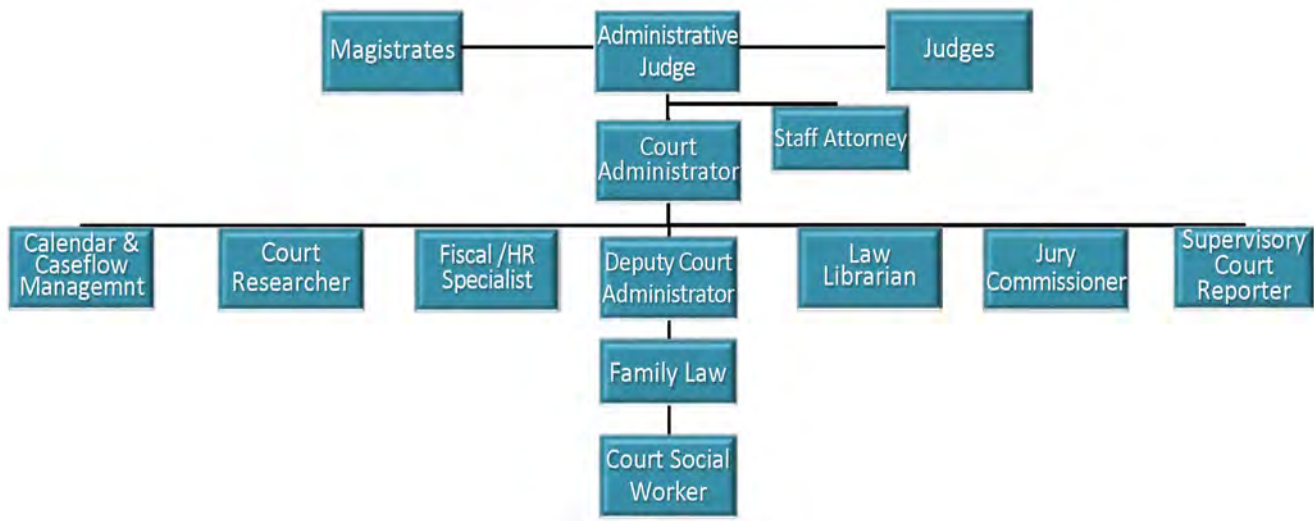 Magistrates
Administrative
Judge
Judges
Court
Administrator
Staff Attorney
Calendar &
Caseflow
Managemnt
Court
Researcher
Fiscal /HR
Specialist
Deputy Court
Administrator
Law
Librarian
Jury
Commissioner
Supervisory
Court
Reporter
Family Law
Court Social
Worker